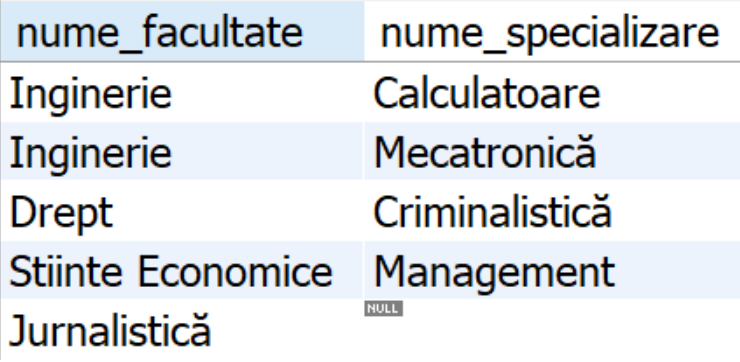 nume_facultate nume_specializare
Inginerie Calculatoare
Inginerie Mecatronică
Drept Criminalistică
Stiinte Economice Management
Jurnalistică NULL